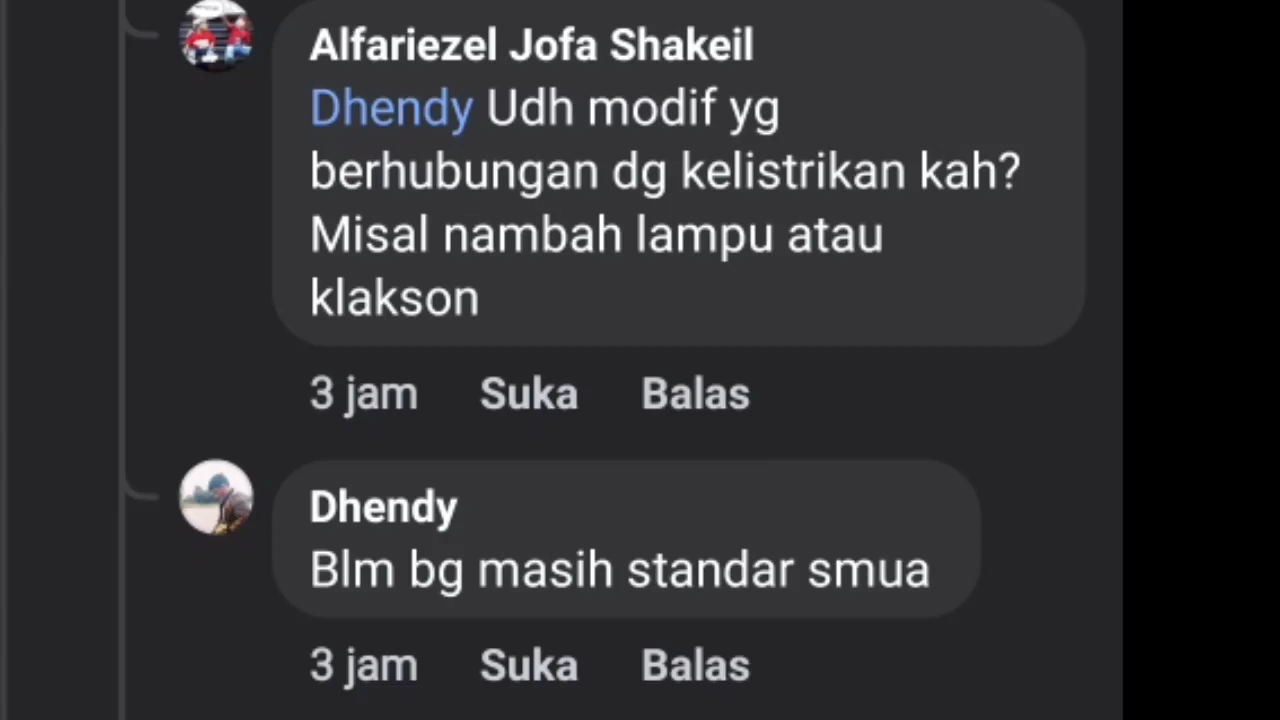 Alfariezel Jofa Shakeil
Dhendy Udh modif yg
berhubungan dg kelistrikan kah?
Misal nambah lampu atau
klakson
3 jam Suka Balas
Dhendy
Blm bg masih standar smua
3 jam Suka Balas